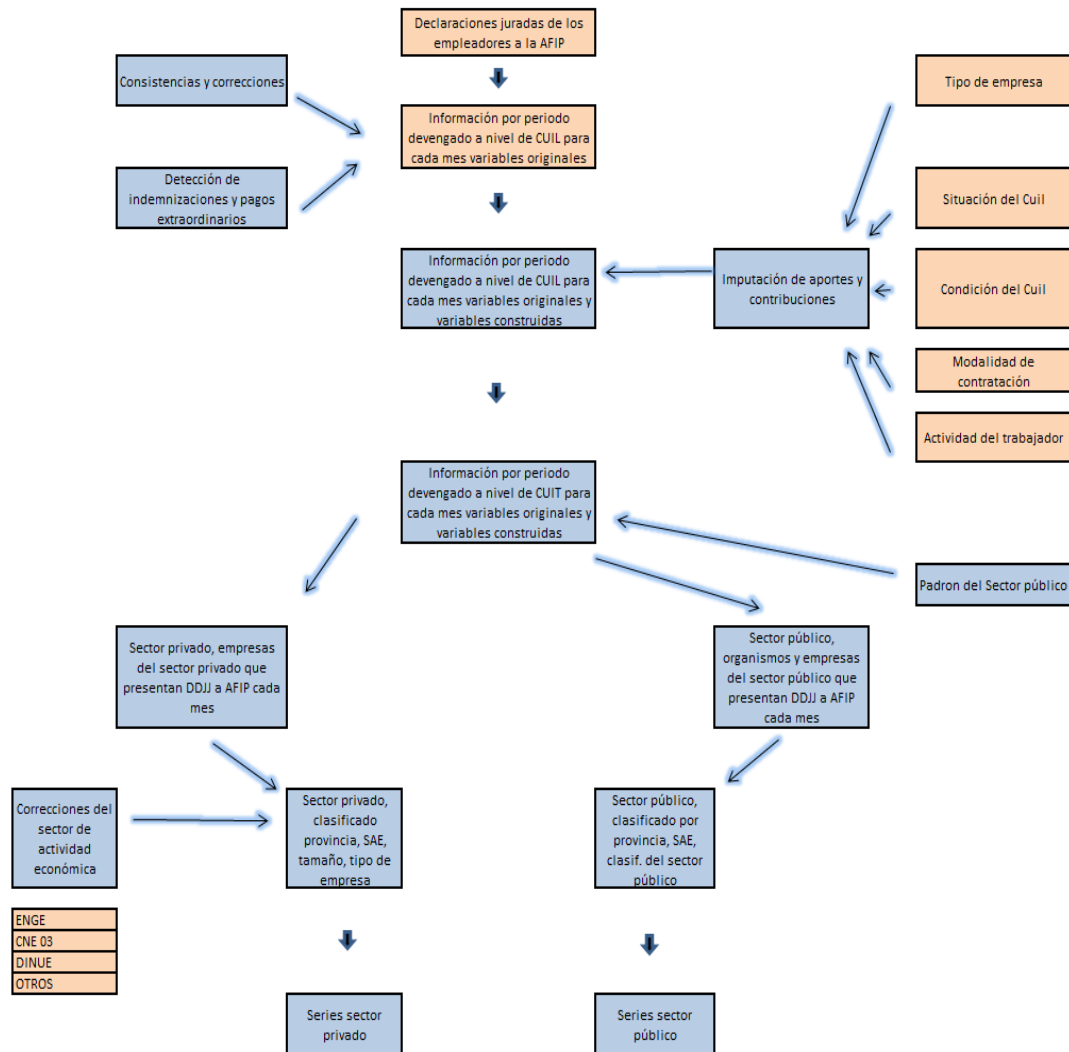 Declaraciones juradas de los
empleadores a la AFIP
Consistencias y correcciones
Tipo de empresa
Información por periodo
devengado a nivel de CUIL para
cada mes variables originales
Detección de
indemnizaciones y pagos
extraordinarios
Situación del Cuil
Información por periodo
devengado a nivel de CUIL para
cada mes variables originales y
variables construidas
Imputación de aportes y
contribuciones
Condición del Cuil
Modalidad de
contratación
Actividad del trabajador
Información por periodo
devengado a nivel de CUIT para
cada mes variables originales y
variables construidas
Padron del Sector público
Sector privado, empresas
del sector privado que
presentan DDJJ a AFIP cada
mes
Sector público,
organismos y empresas
del sector público que
presentan DDJJ a AFIP
cada mes
Correcciones del
sector de
actividad
económica
Sector privado,
clasificado
provincia, SAE,
tamaño, tipo de
empresa
Sector público,
clasificado por
provincia, SAE,
clasif. del sector
público
ENGE
CNE 03
DINUE
OTROS
Series sector
privado
Series sector
público